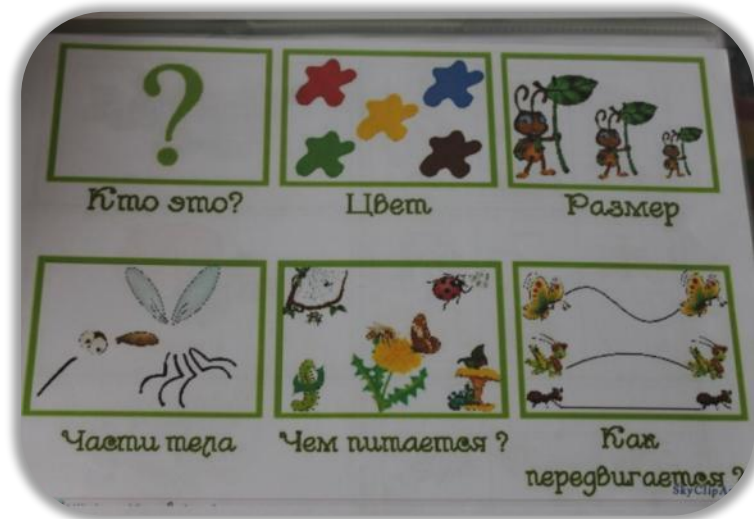 ?
Кто это?
Цвет
Размер
Части тела
Чем питается ?
Как
передвигается ?